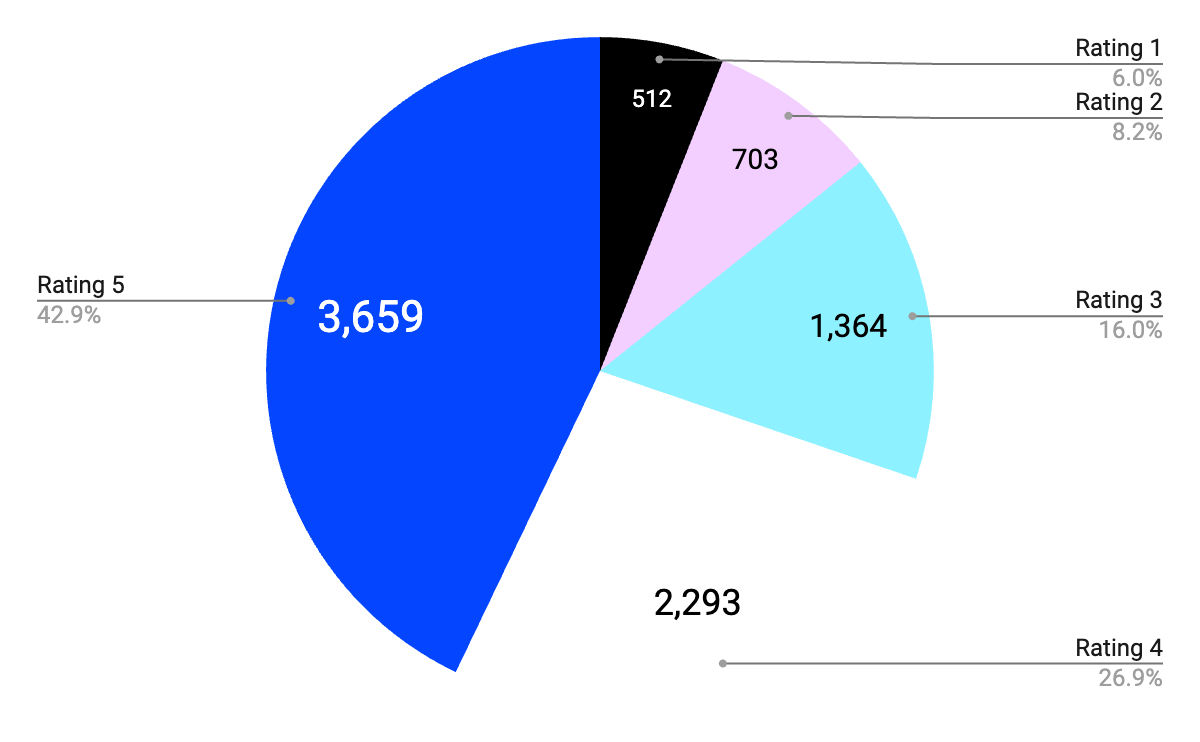 Rating 1
6.0%
512
Rating 2
8.2%
703
Rating 5
42.9%
3,659
Rating 3
16.0%
1,364
2,293
Rating 4
26.9%